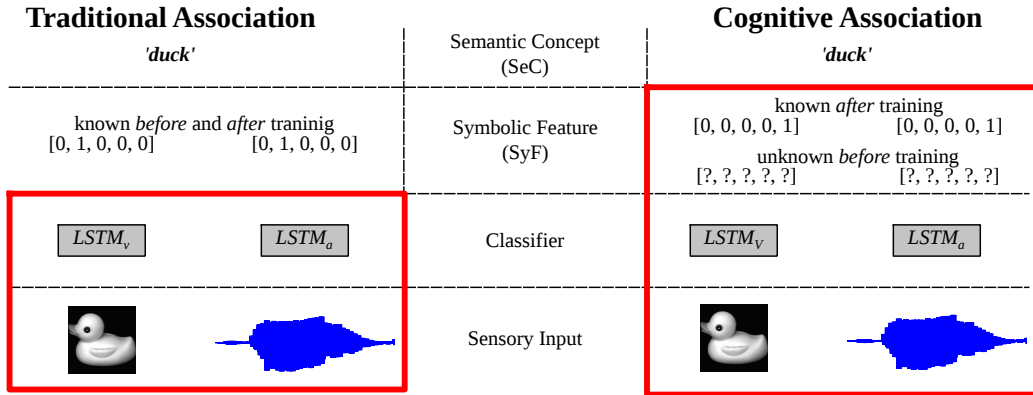 Traditional Association
Cognitive Association
'duck'
Semantic Concept
(SeC)
'duck'
known before and after traninig
[0, 1, 0, 0, 0]
[0, 1, 0, 0, 0]
Symbolic Feature
(SyF)
known after training
[0, 0, 0, 0, 1]
[0, 0, 0, 0, 1]
unknown before training
[?, ?, ?, ?, ?]
[?, ?, ?, ?, ?]
LSTMv
LSTMa
Classifier
LSTMV
LSTMa
Sensory Input